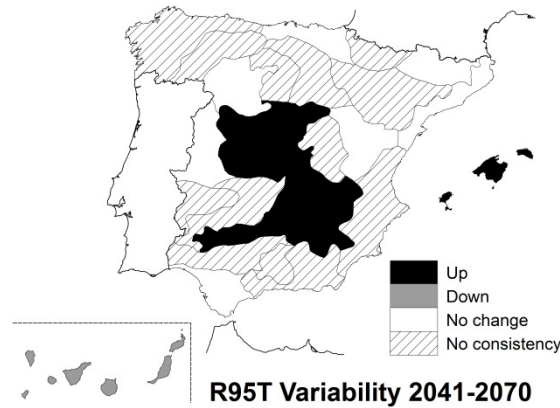 Up
Down
No change
No consistency
R95T Variability 2041-2070